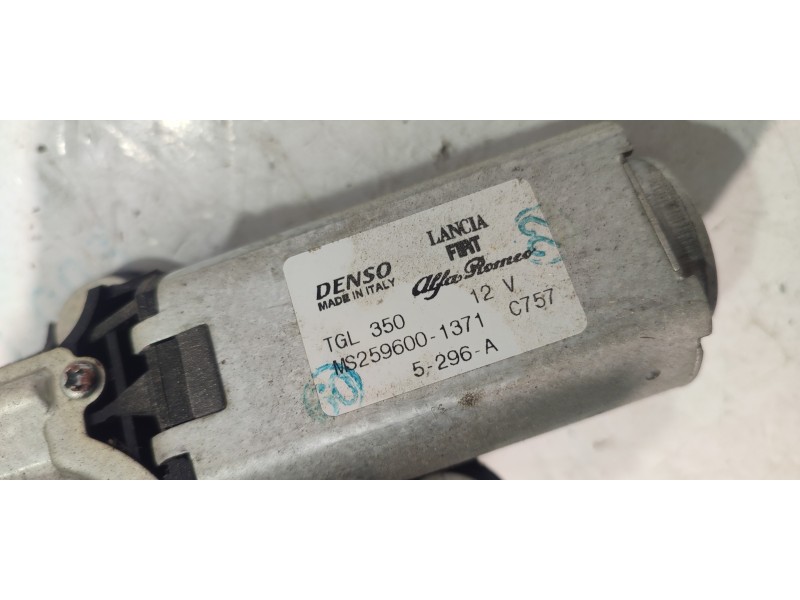 DENSO
MADE IN ITALY
LANCIA
FIAT
Alfa Romeo
TGL 350
12 V
MS259600-1371
C757
5-296-A